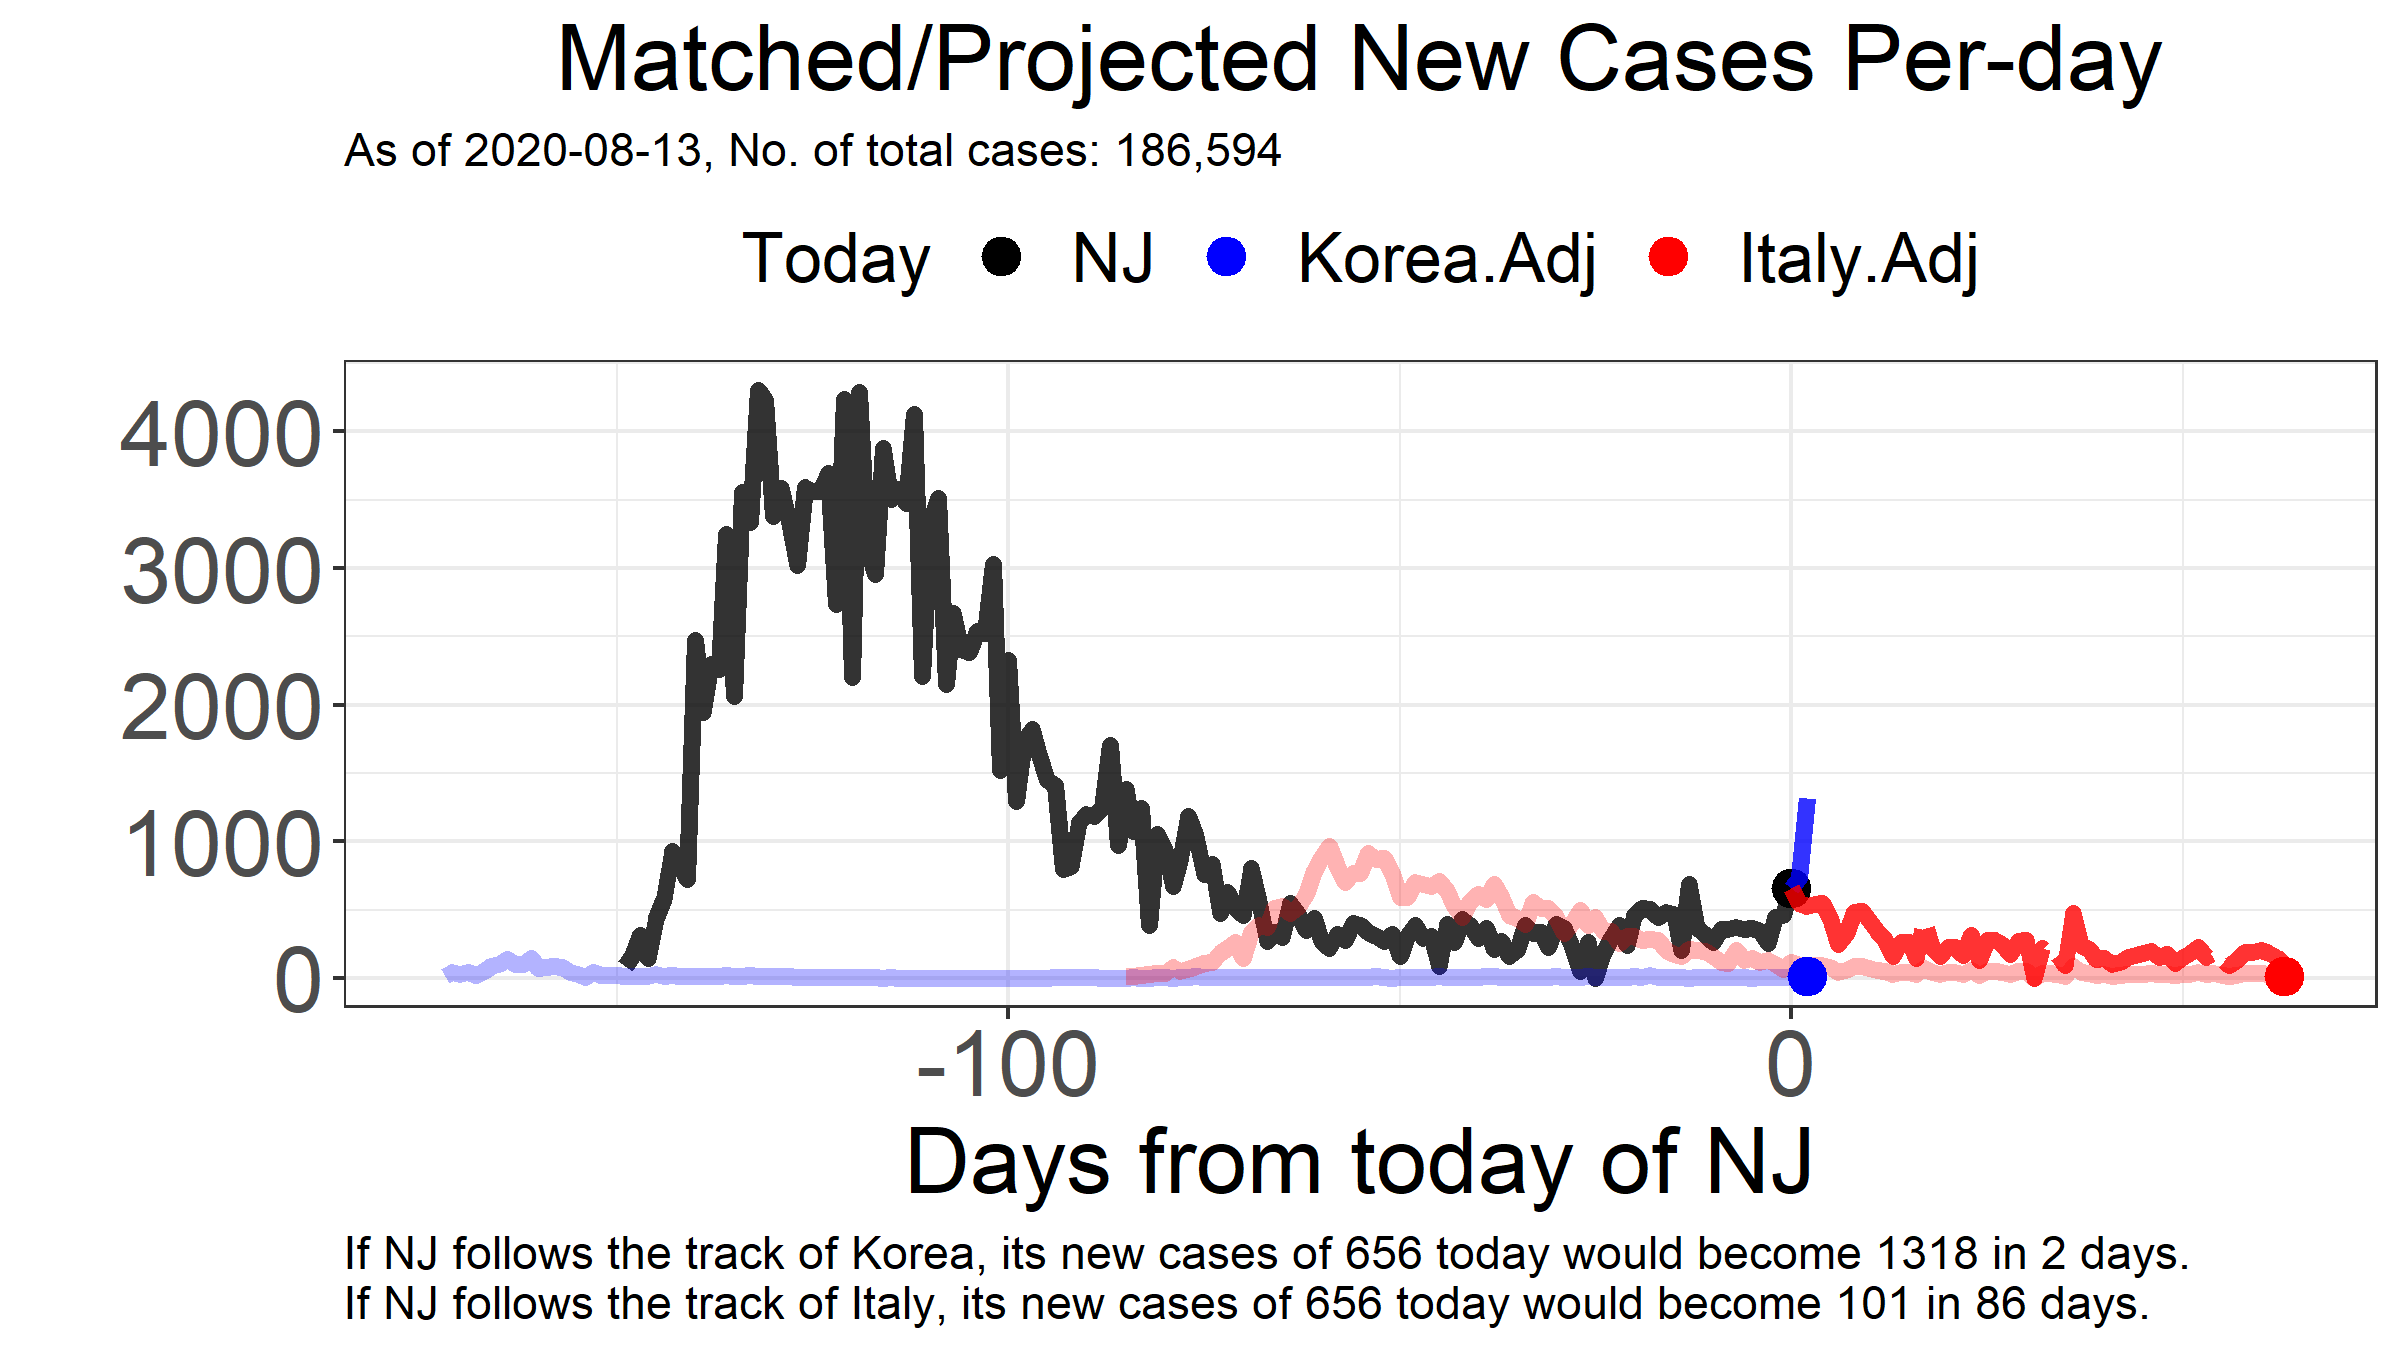 Matched/Projected New Cases Per-day
As of 2020-08-13, No. of total cases: 186,594
Today NJ Korea.Adj Italy.Adj
4000
3000
2000
1000
0
-100 0
Days from today of NJ
If NJ follows the track of Korea, its new cases of 656 today would become 1318 in 2 days.
If NJ follows the track of Italy, its new cases of 656 today would become 101 in 86 days.